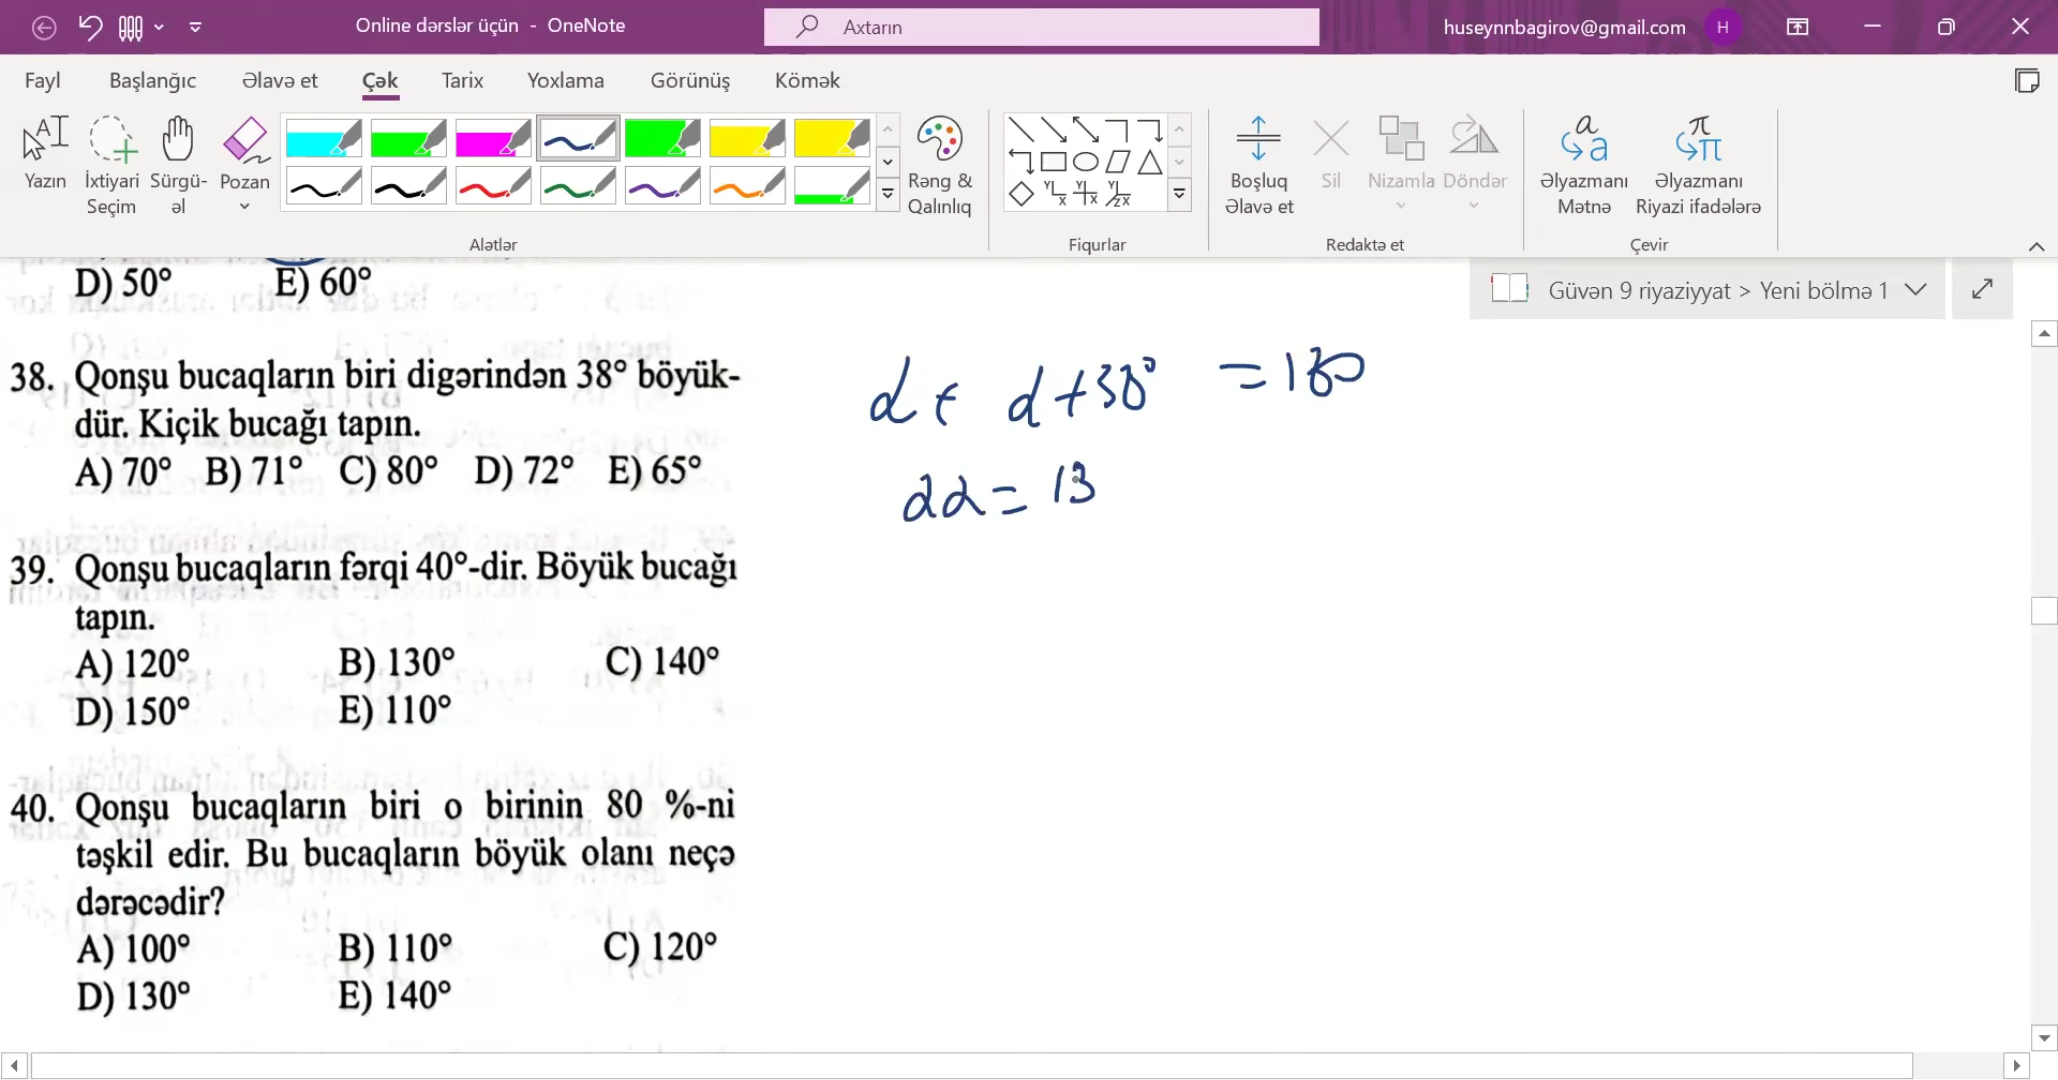 Online dərslər üçün - OneNote
Axtarın
huseynnbagirov@gmail.com
H
Fayl Başlanğıc Əlavə et Çək Tarix Yoxlama Görünüş Kömək
Yazın
İxtiyari Seçim
Sürgü-əl
Pozan
Rəng & Qalınlıq
Boşluq Əlavə et
Sil
Nizamla
Döndər
Əlyazmanı Mətnə
Əlyazmanı Riyazi ifadələrə
Alətlər
Fiqurlar
Redaktə et
Çevir
Güvən 9 riyaziyyat > Yeni bölmə 1
D) 50° E) 60°
38. Qonşu bucaqların biri digərindən 38° böyük-
dür. Kiçik bucağı tapın.
A) 70° B) 71° C) 80° D) 72° E) 65°
39. Qonşu bucaqların fərqi 40°-dir. Böyük bucağı
tapın.
A) 120° B) 130° C) 140°
D) 150° E) 110°
40. Qonşu bucaqların biri o birinin 80 %-ni
təşkil edir. Bu bucaqların böyük olanı neçə
dərəcədir?
A) 100° B) 110° C) 120°
D) 130° E) 140°
α + α + 38° = 180
2α = 13